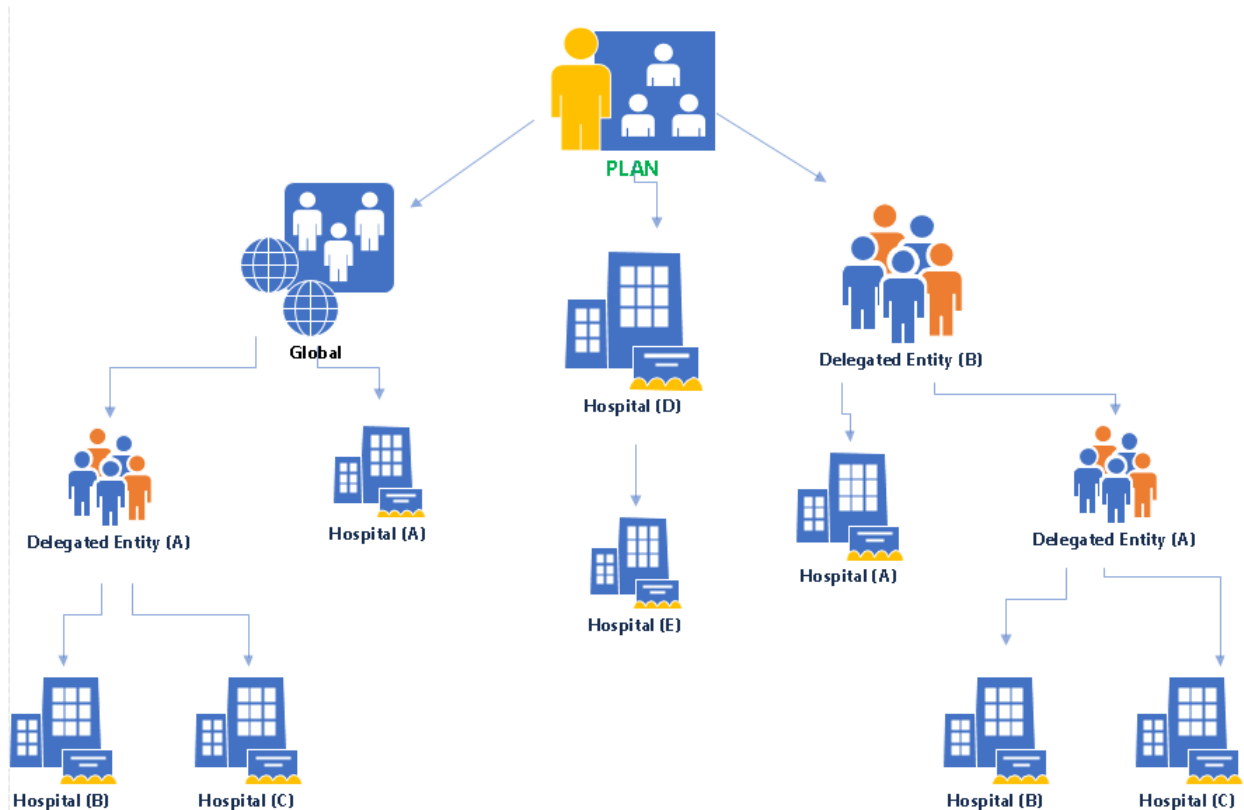 PLAN
Global
Delegated Entity (B)
Hospital (D)
Delegated Entity (A)
Hospital (A)
Hospital (E)
Hospital (A)
Delegated Entity (A)
Hospital (B)
Hospital (C)
Hospital (B)
Hospital (C)